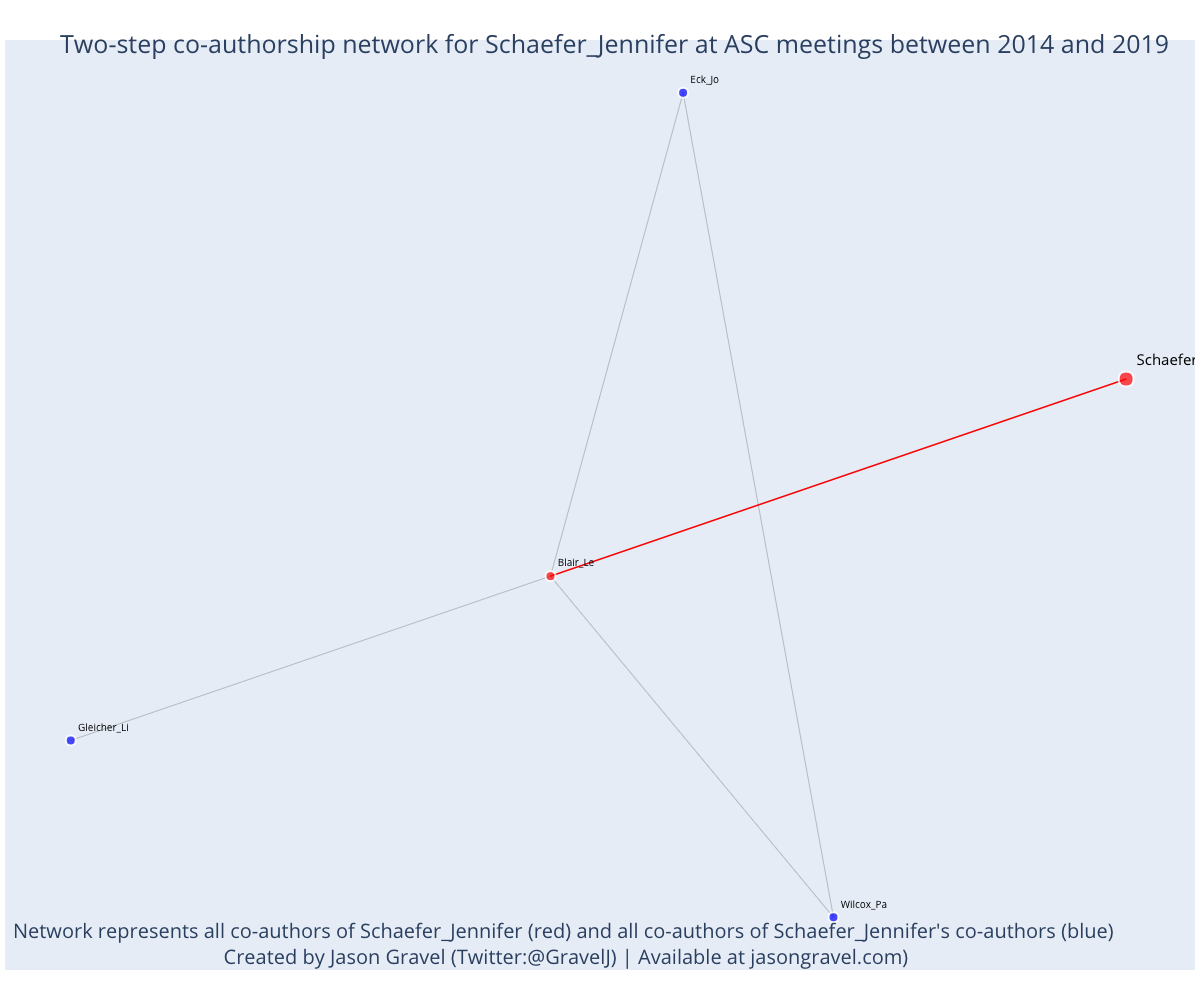 Two-step co-authorship network for Schaefer_Jennifer at ASC meetings between 2014 and 2019
Eck_Jo
Schaefer
Blair_Le
Gleicher_Li
Wilcox_Pa
Network represents all co-authors of Schaefer_Jennifer (red) and all co-authors of Schaefer_Jennifer's co-authors (blue)
Created by Jason Gravel (Twitter:@GravelJ) | Available at jasongravel.com)